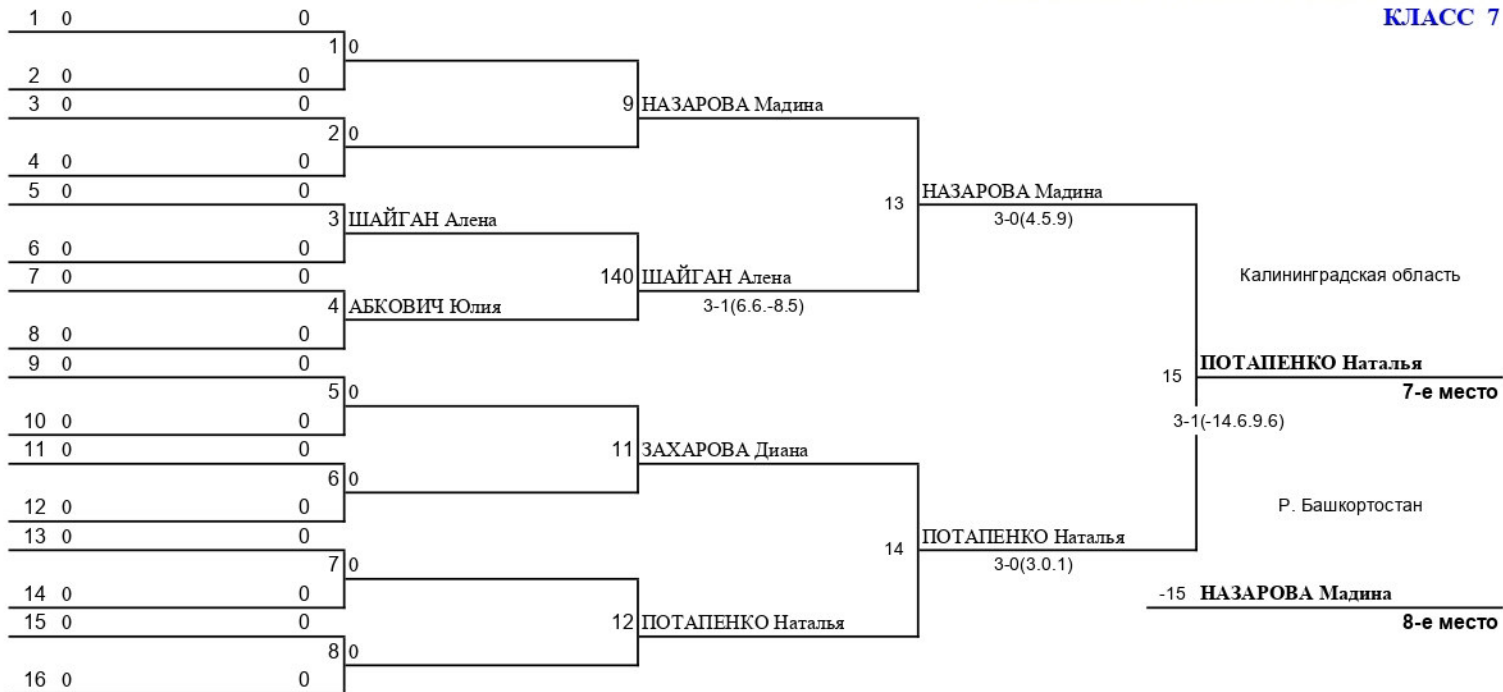 КЛАСС 7
1 0 0
1 0
2 0 0
3 0 0
9 НАЗАРОВА Мадина
2 0
4 0 0
5 0 0
13 НАЗАРОВА Мадина
3-0(4.5.9)
3 ШАЙГАН Алена
6 0 0
7 0 0
140 ШАЙГАН Алена
3-1(6.6.-8.5)
Калининградская область
4 АБКОВИЧ Юлия
8 0 0
9 0 0
15 ПОТАПЕНКО Наталья
7-е место
3-1(-14.6.9.6)
5 0
10 0 0
11 0 0
11 ЗАХАРОВА Диана
6 0
12 0 0
Р. Башкортостан
13 0 0
14 ПОТАПЕНКО Наталья
3-0(3.0.1)
7 0
14 0 0
-15 НАЗАРОВА Мадина
8-е место
15 0 0
12 ПОТАПЕНКО Наталья
8 0
16 0 0